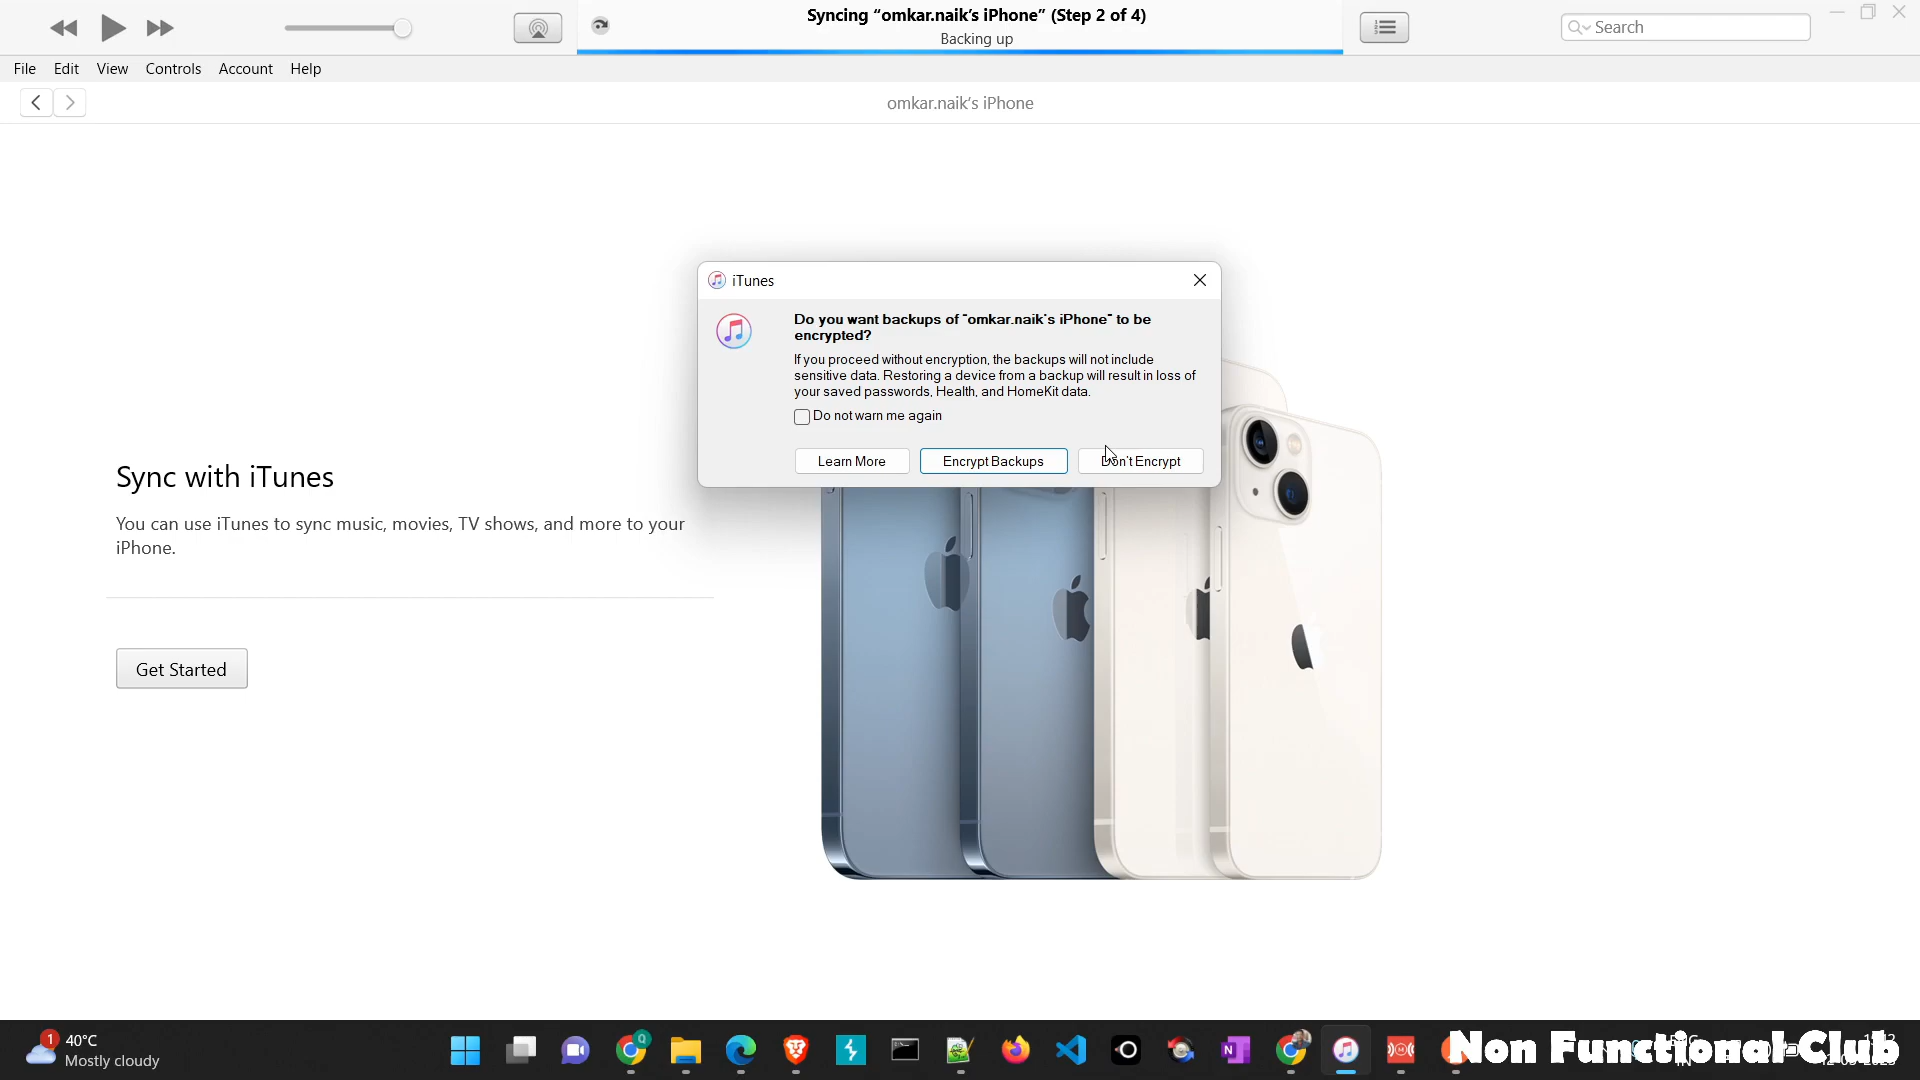 Syncing “omkar.naik’s iPhone” (Step 2 of 4)
Backing up
Search
File Edit View Controls Account Help
omkar.naik’s iPhone
iTunes
Do you want backups of “omkar.naik’s iPhone” to be
encrypted?
If you proceed without encryption, the backups will not include
sensitive data. Restoring a device from a backup will result in loss of
your saved passwords, Health, and HomeKit data.
Do not warn me again
Learn More Encrypt Backups Don’t Encrypt
Sync with iTunes
You can use iTunes to sync music, movies, TV shows, and more to your
iPhone.
Get Started
1 40°C
Mostly cloudy
Non Functional Club